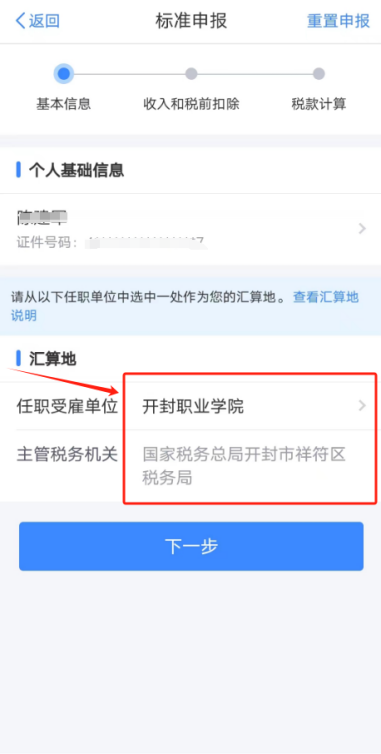 返回 标准申报 重置申报
基本信息 收入和税前扣除 税款计算
个人基础信息
证件号码：
请从以下任职单位中选中一处作为您的汇算地。查看汇算地
说明
汇算地
任职受雇单位 开封职业学院
主管税务机关 国家税务总局开封市祥符区
税务局
下一步